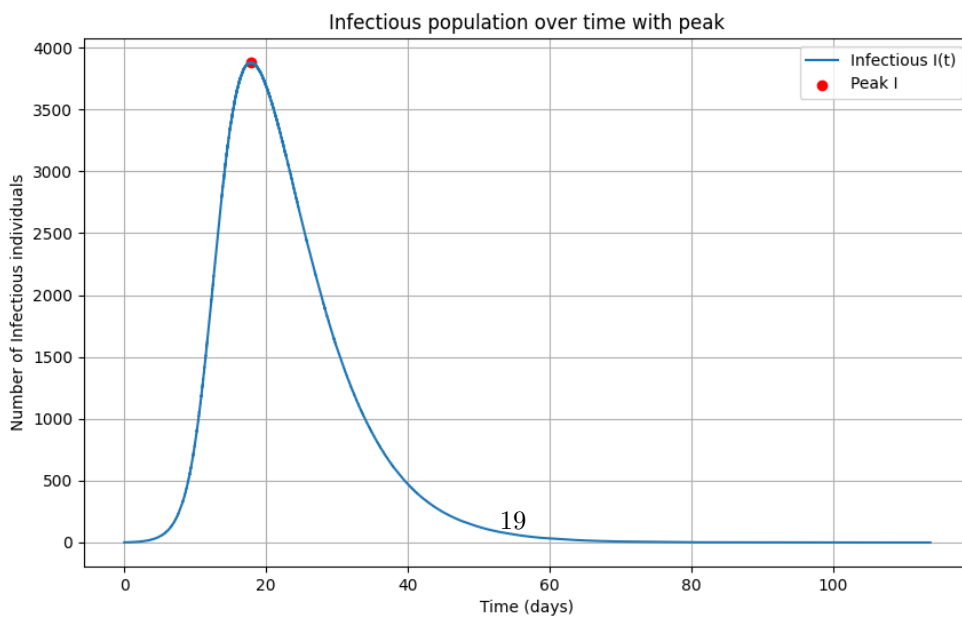 Infectious population over time with peak
Infectious I(t)
Peak I
Number of Infectious individuals
4000
3500
3000
2500
2000
1500
1000
500
0
19
0 20 40 60 80 100
Time (days)